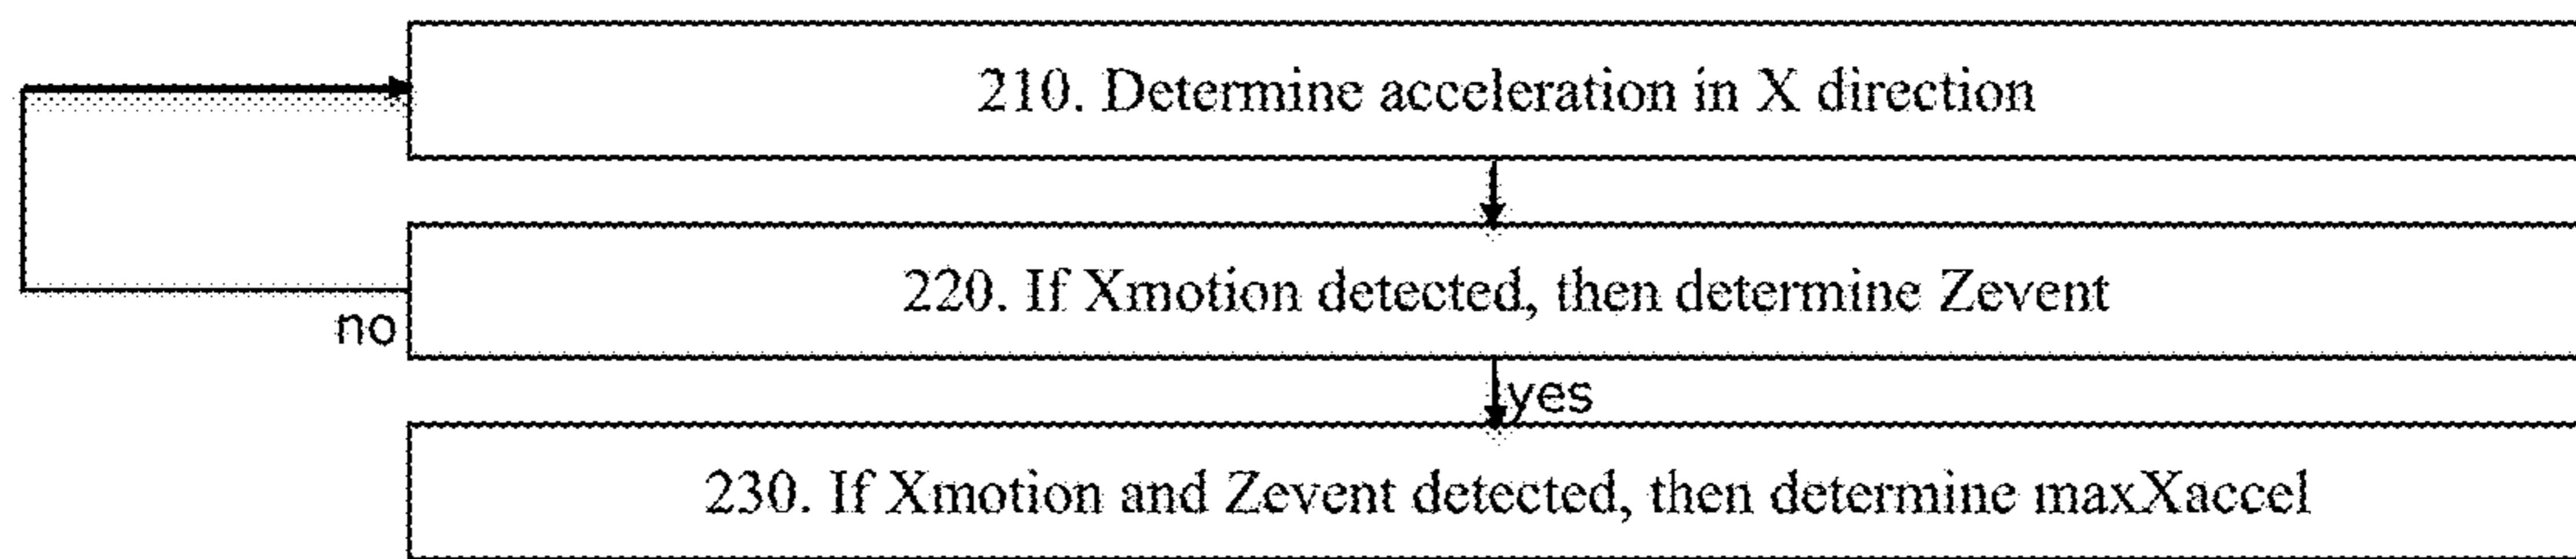 210. Determine acceleration in X direction
220. If Xmotion detected, then determine Zevent
no
yes
230. If Xmotion and Zevent detected, then determine maxXaccel